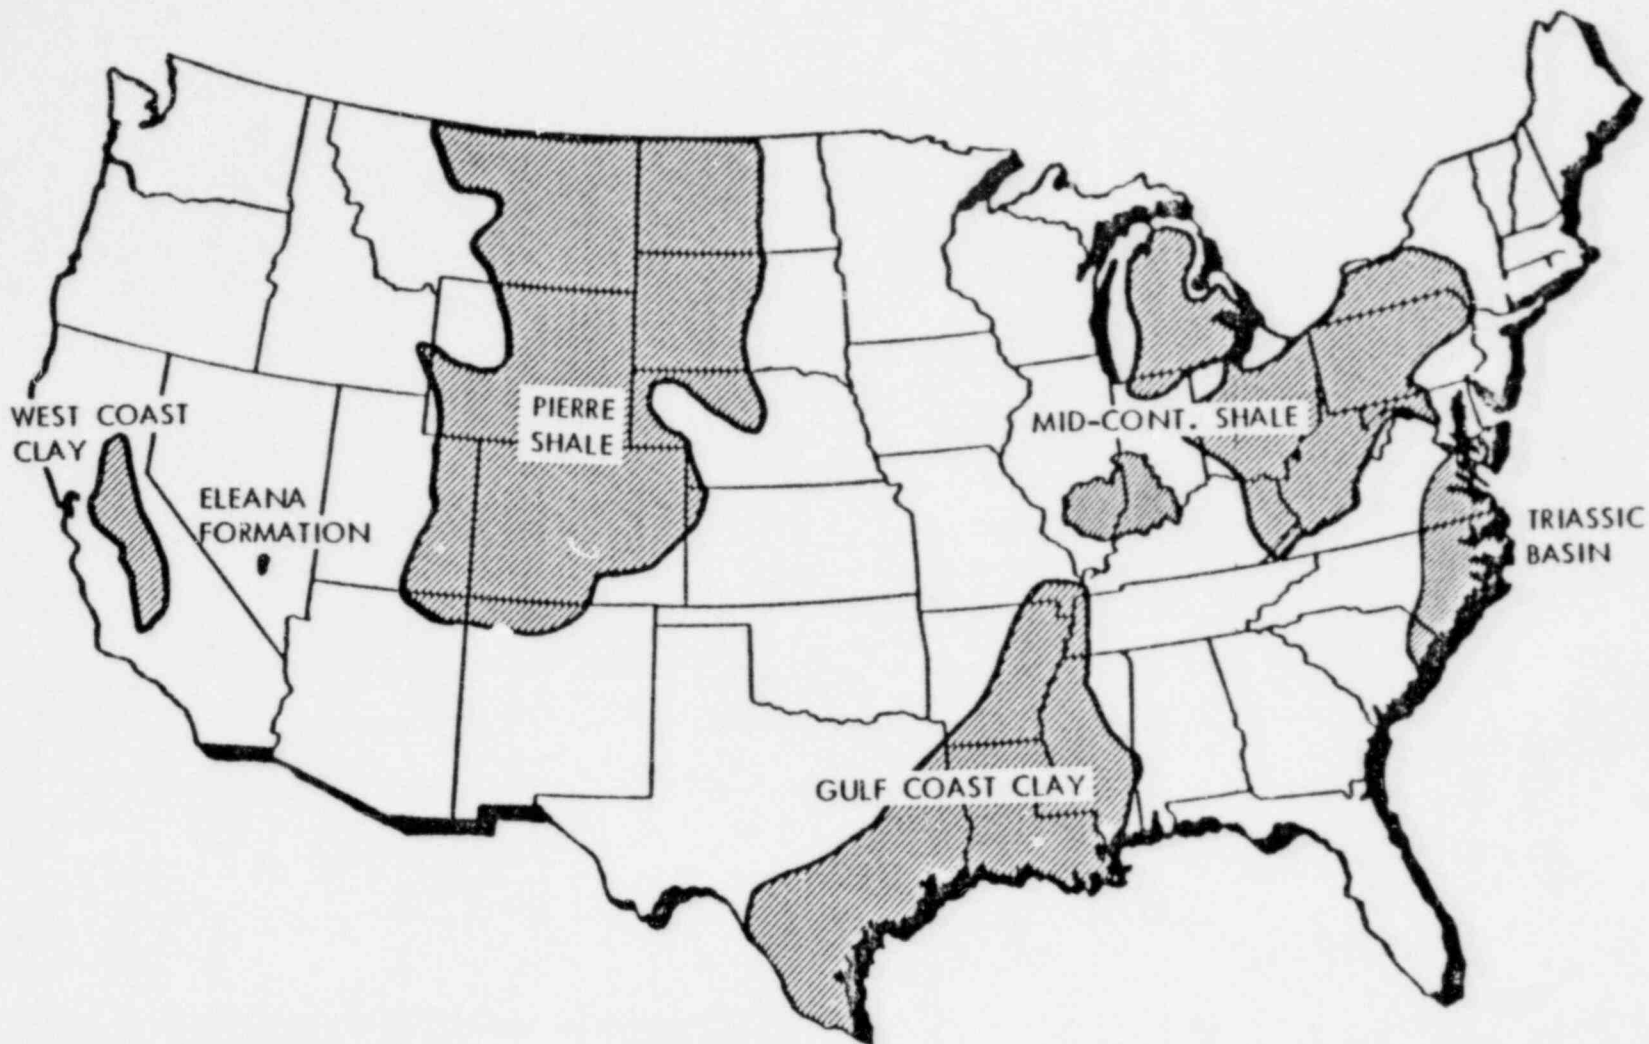 WEST COAST
CLAY
ELEANA
FORMATION
PIERRE
SHALE
MID-CONT. SHALE
TRIASSIC
BASIN
GULF COAST CLAY